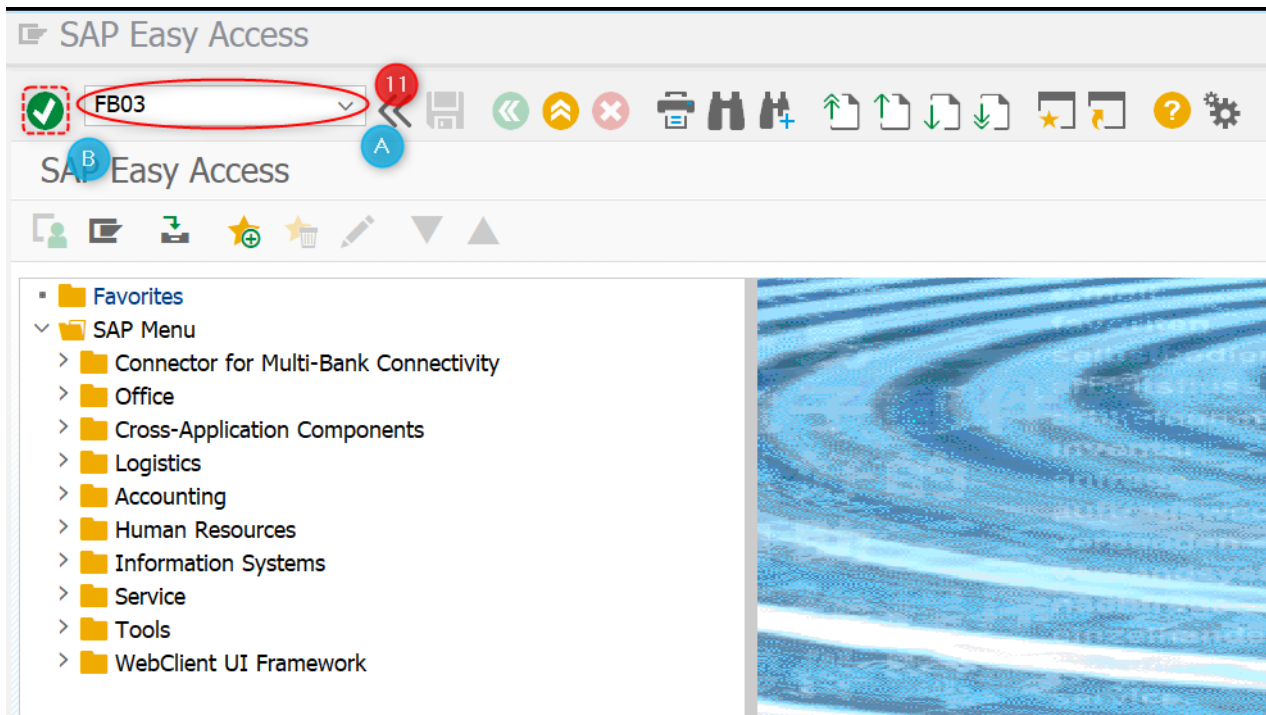 SAP Easy Access
FB03
11
A
B
SAP Easy Access
Favorites
SAP Menu
Connector for Multi-Bank Connectivity
Office
Cross-Application Components
Logistics
Accounting
Human Resources
Information Systems
Service
Tools
WebClient UI Framework